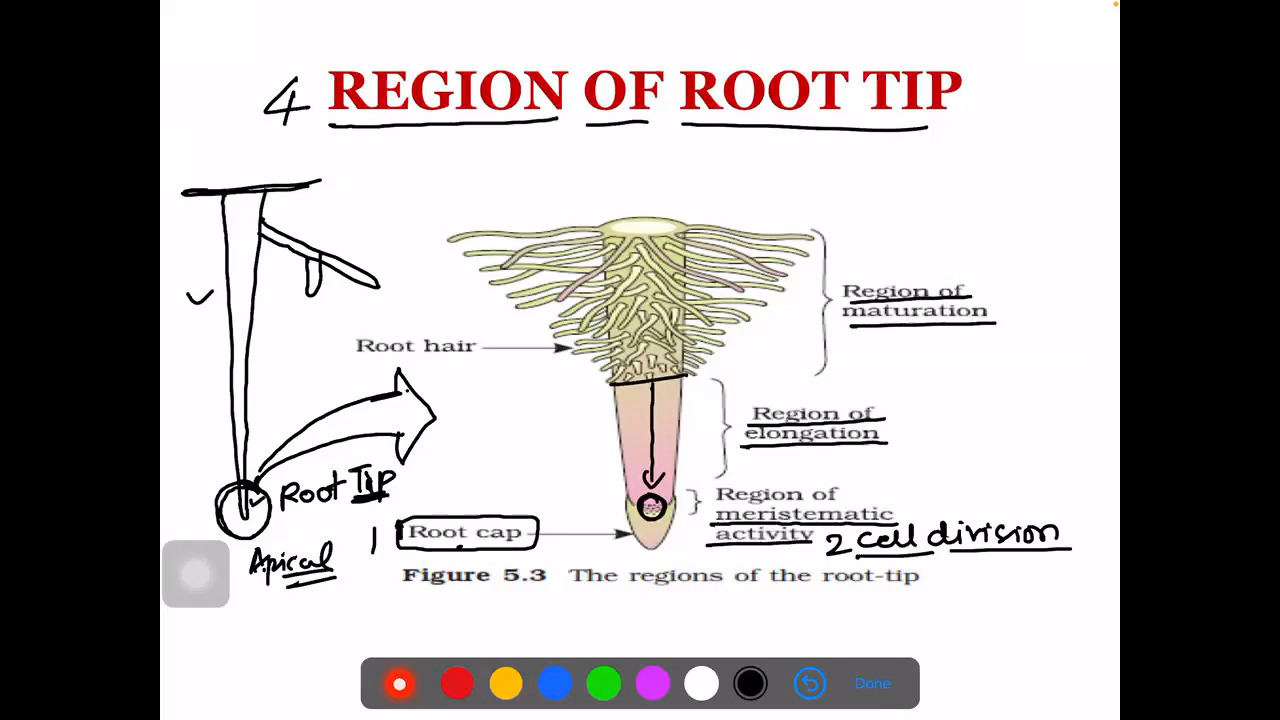 4 REGION OF ROOT TIP
Region of
maturation
Root hair
Region of
elongation
Root Tip
Region of
meristematic
activity 2 cell division
1 Root cap
Apical
Figure 5.3 The regions of the root-tip
Done